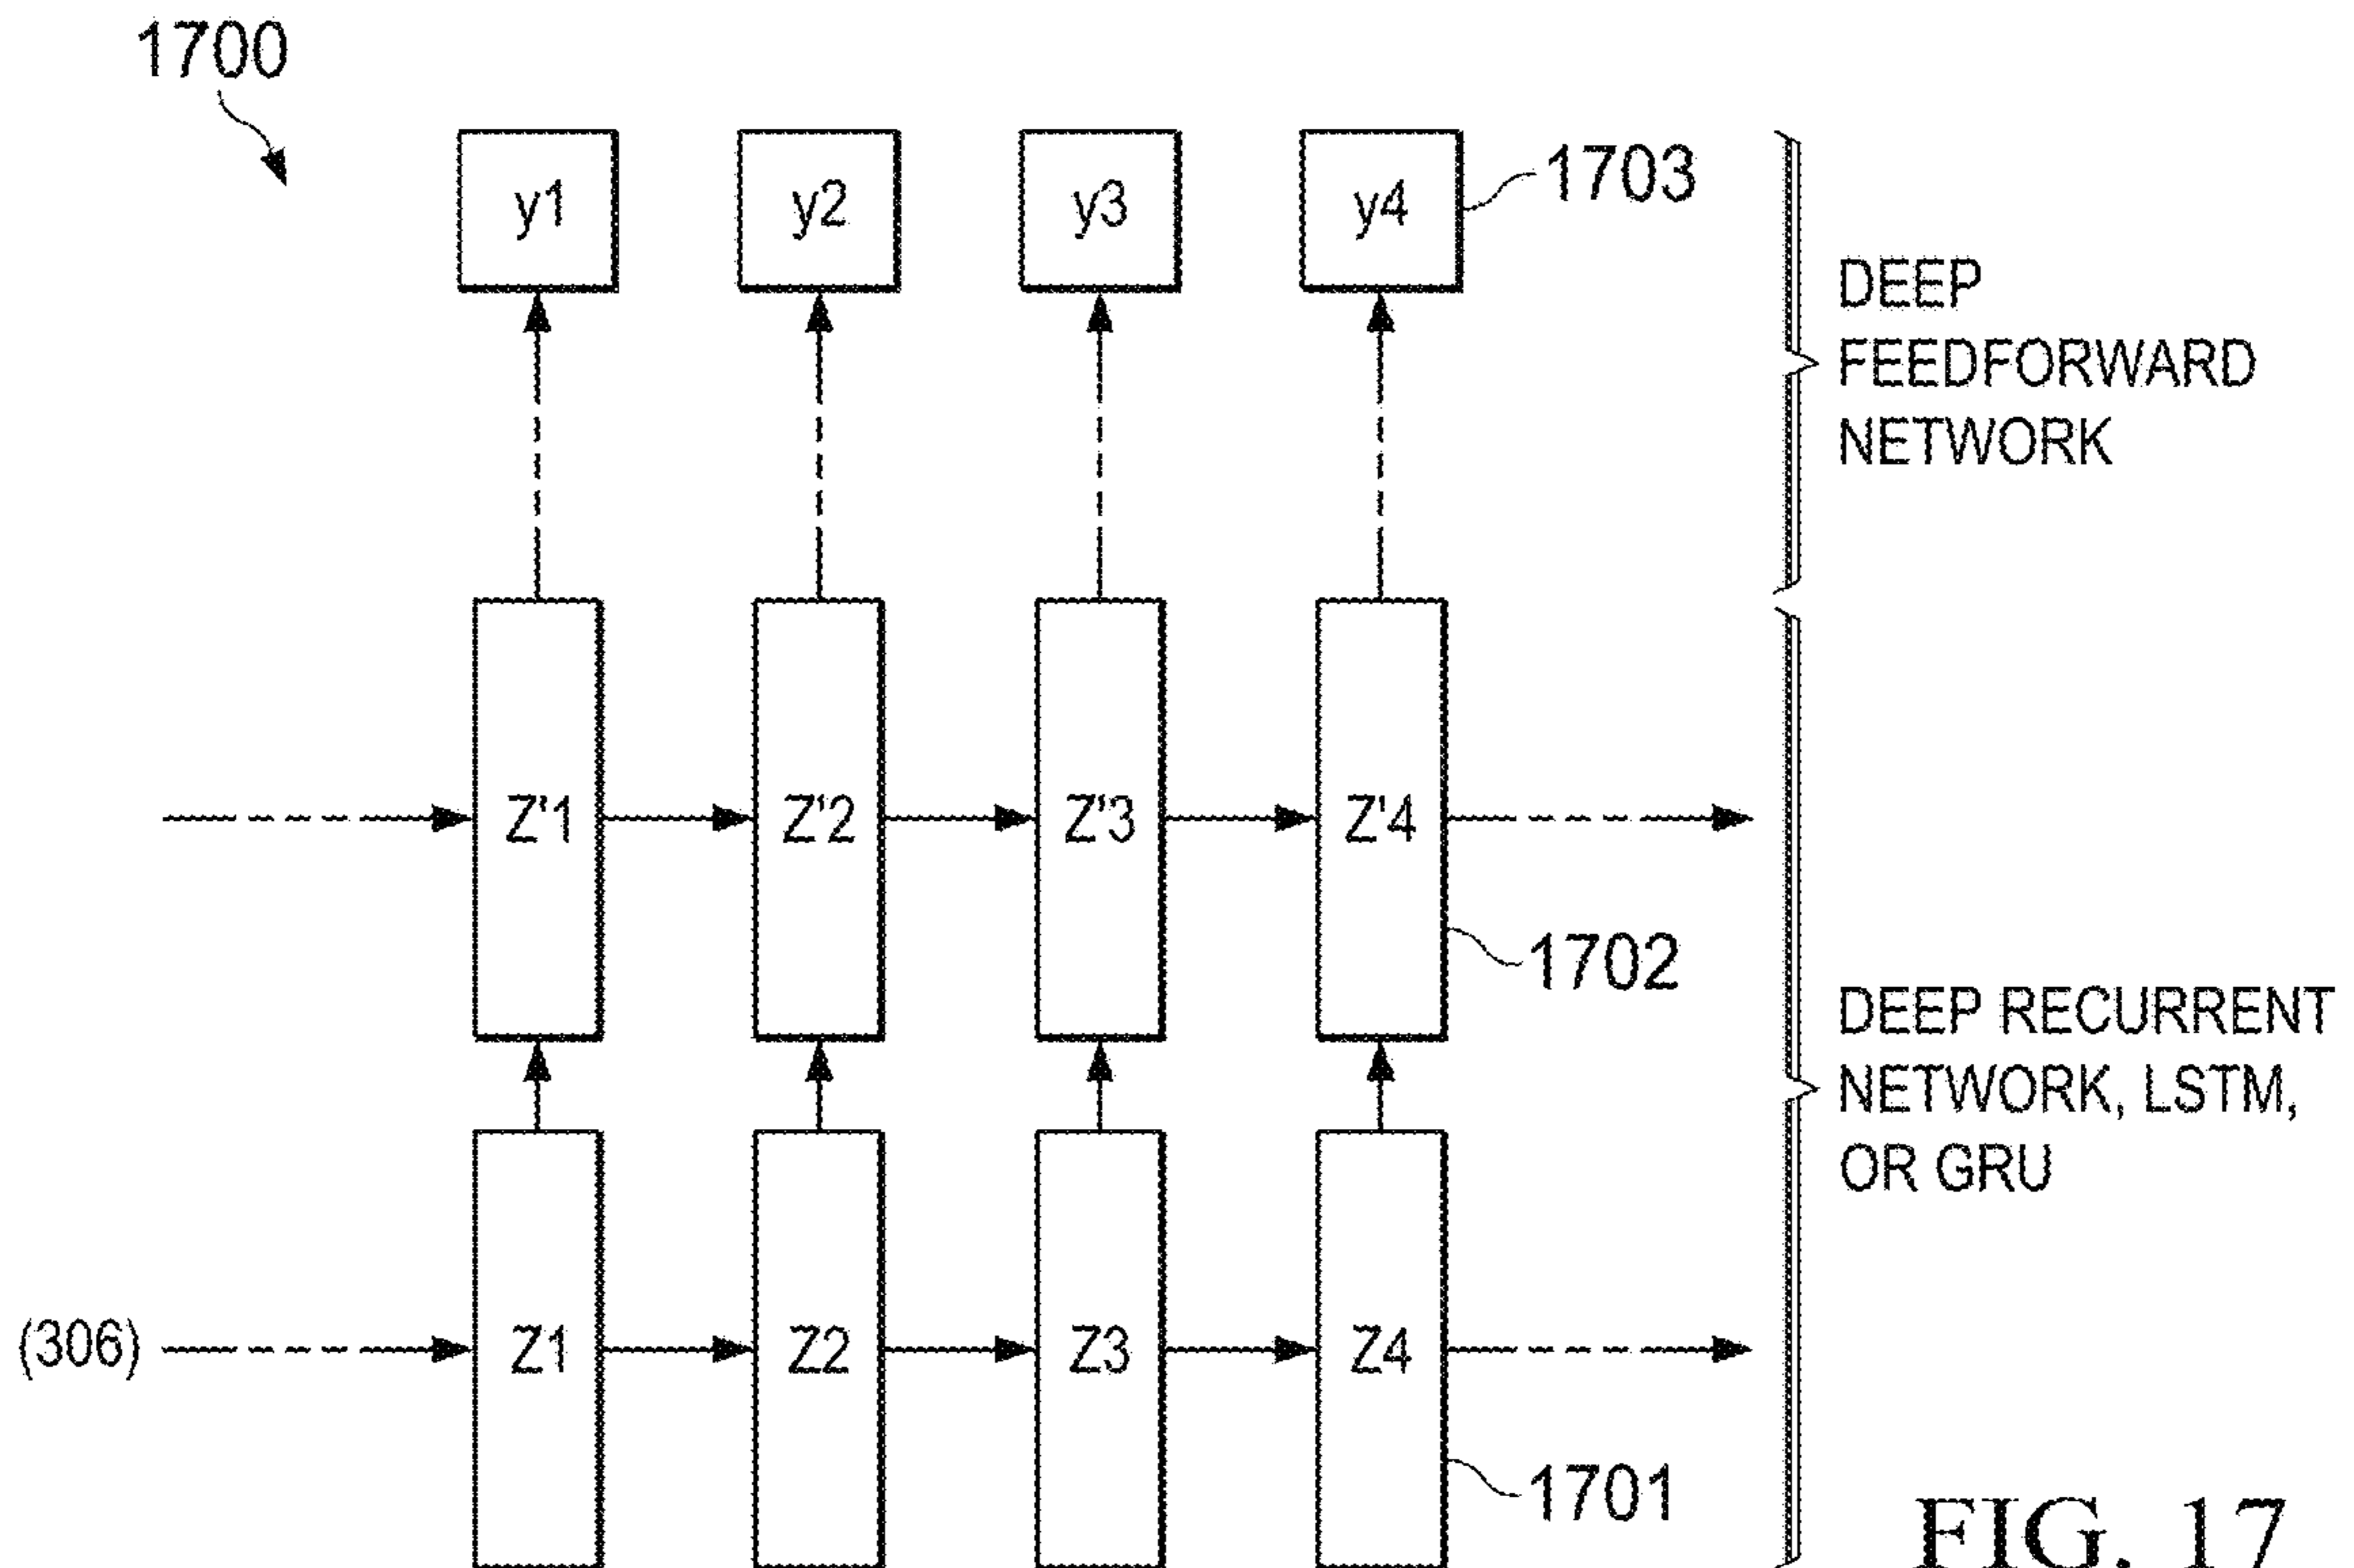 1700
y1 y2 y3 y4 1703
DEEP
FEEDFORWARD
NETWORK
Z'1 Z'2 Z'3 Z'4
1702
DEEP RECURRENT
NETWORK, LSTM,
OR GRU
(306) Z1 Z2 Z3 Z4
1701
FIG. 17